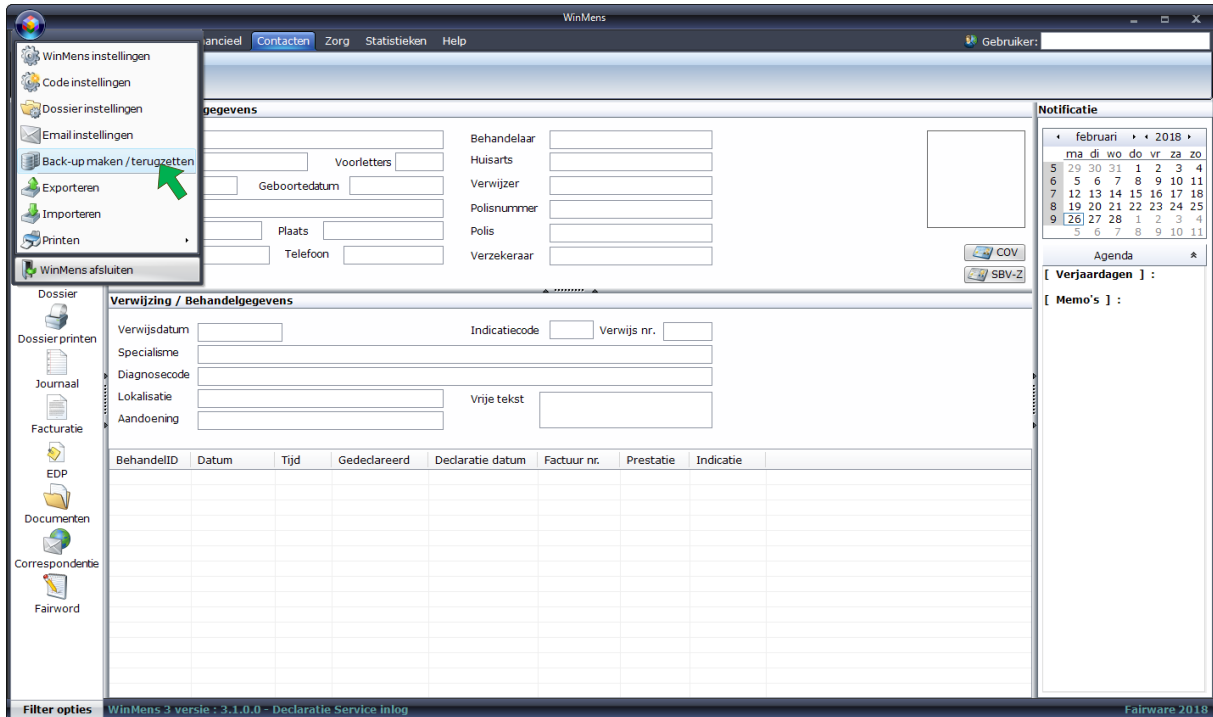 WinMens
ancieel Contacten Zorg Statistieken Help Gebruiker:
WinMens instellingen
Code instellingen
Dossier instellingen
Email instellingen
Back-up maken / terugzetten
Exporteren
Importeren
Printen
WinMens afsluiten
gegevens
Voorletters
Geboortedatum
Plaats
Telefoon
Behandelaar
Huisarts
Verwijzer
Polisnummer
Polis
Verzekeraar
COV
SBV-Z
Notificatie
februari 2018
ma di wo do vr za zo
5 29 30 31 1 2 3 4
6 5 6 7 8 9 10 11
7 12 13 14 15 16 17 18
8 19 20 21 22 23 24 25
9 26 27 28 1 2 3 4
5 6 7 8 9 10 11
Agenda
[ Verjaardagen ] :
[ Memo's ] :
Dossier
Dossier printen
Journaal
Facturatie
EDP
Documenten
Correspondentie
Fairword
Verwijzing / Behandelgegevens
Verwijsdatum Indicatiecode Verwijs nr.
Specialisme
Diagnosecode
Lokalisatie Vrije tekst
Aandoening
BehandelID Datum Tijd Gedeclareerd Declaratie datum Factuur nr. Prestatie Indicatie
Filter opties WinMens 3 versie : 3.1.0.0 - Declaratie Service inlog Fairware 2018